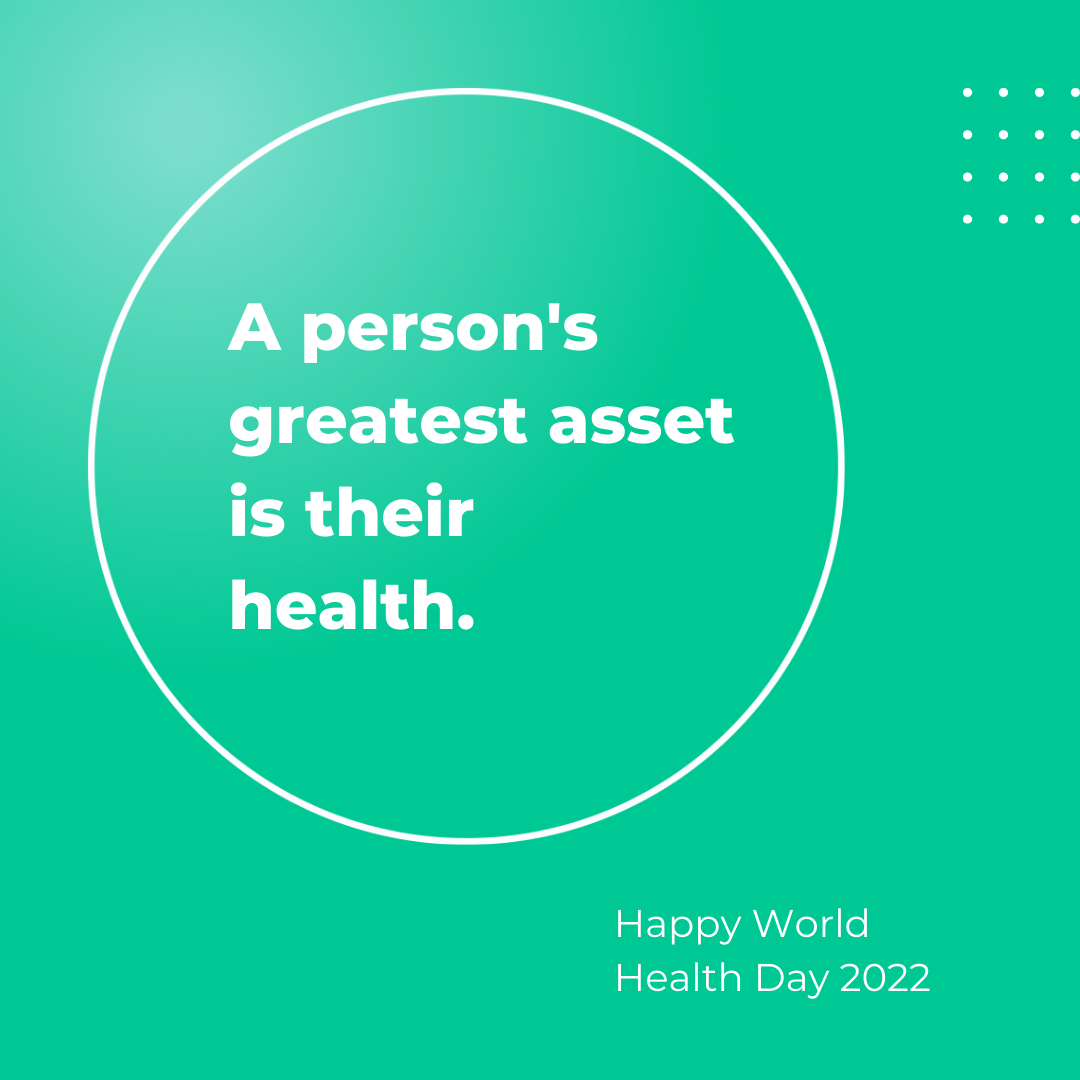 A person's
greatest asset
is their
health.
Happy World
Health Day 2022